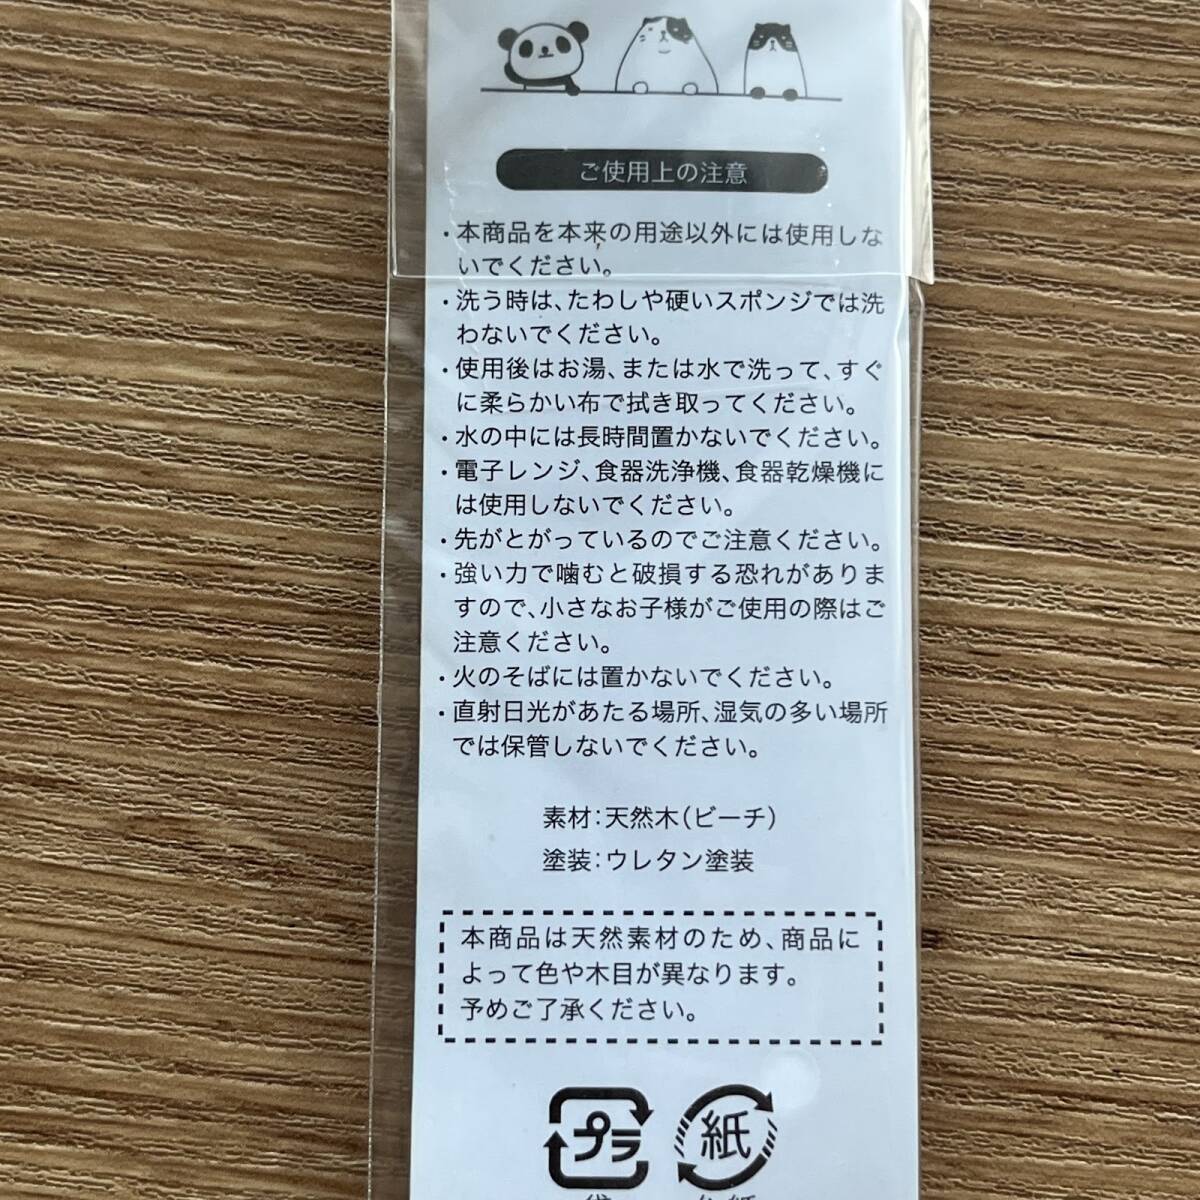 ご使用上の注意
・本商品を本来の用途以外には使用しな
いでください。
・洗う時は、たわしや硬いスポンジでは洗
わないでください。
・使用後はお湯、または水で洗って、すぐ
に柔らかい布で拭き取ってください。
・水の中には長時間置かないでください。
・電子レンジ、食器洗浄機、食器乾燥機に
は使用しないでください。
・先がとがっているのでご注意ください。
・強い力で噛むと破損する恐れがありま
すので、小さなお子様がご使用の際はご
注意ください。
・火のそばには置かないでください。
・直射日光があたる場所、湿気の多い場所
では保管しないでください。
素材：天然木（ビーチ）
塗装：ウレタン塗装
本商品は天然素材のため、商品に
よって色や木目が異なります。
予めご了承ください。
プラ 紙